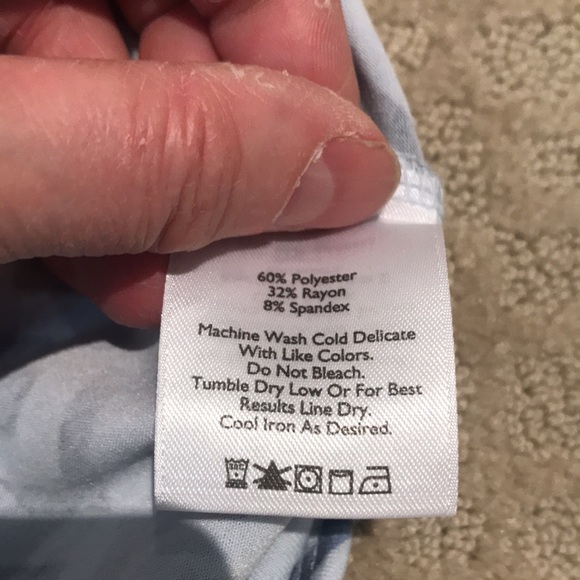 60% Polyester
32% Rayon
8% Spandex
Machine Wash Cold Delicate
With Like Colors.
Do Not Bleach.
Tumble Dry Low Or For Best
Results Line Dry.
Cool Iron As Desired.